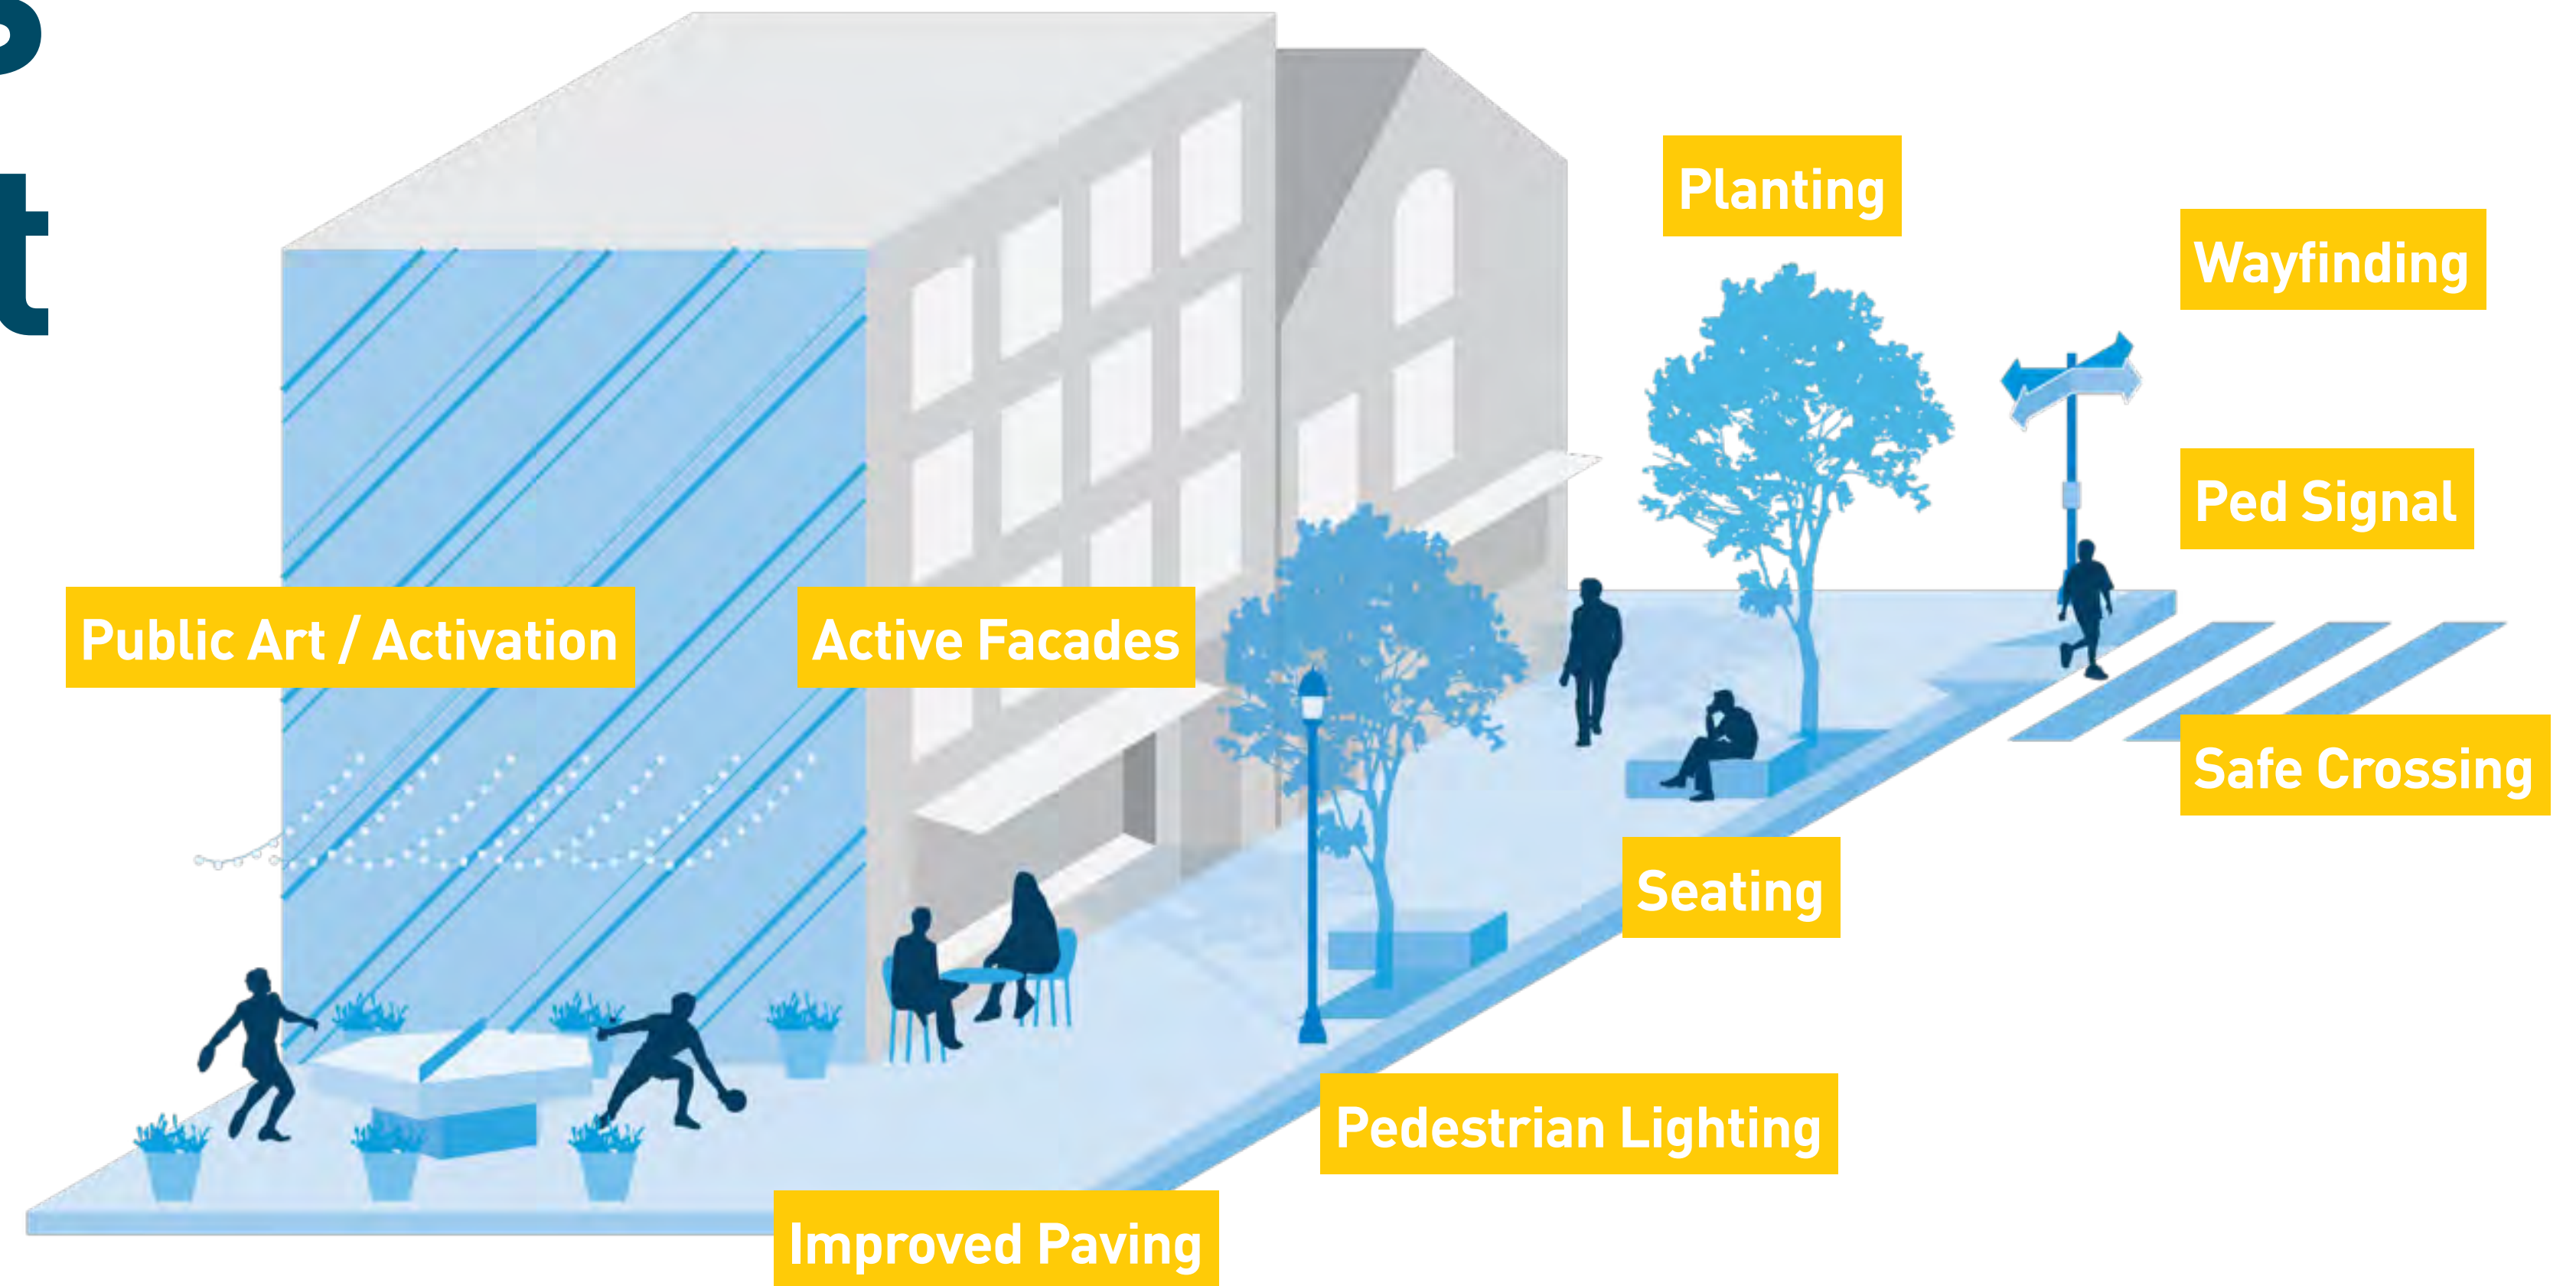 Planting
Wayfinding
Ped Signal
Public Art / Activation
Active Facades
Safe Crossing
Seating
Pedestrian Lighting
Improved Paving